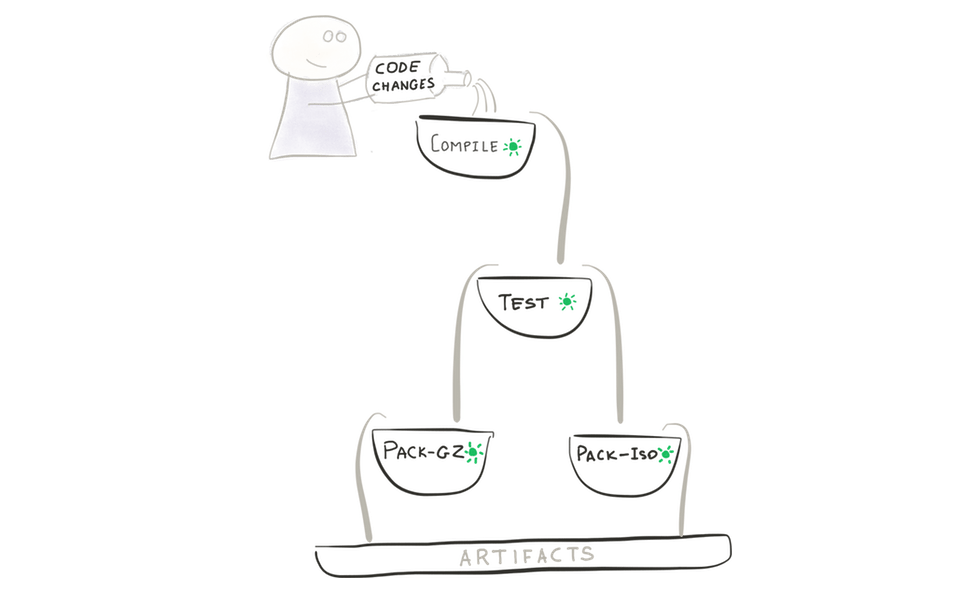 CODE
CHANGES
COMPILE
TEST
PACK-GZ
PACK-ISO
ARTIFACTS